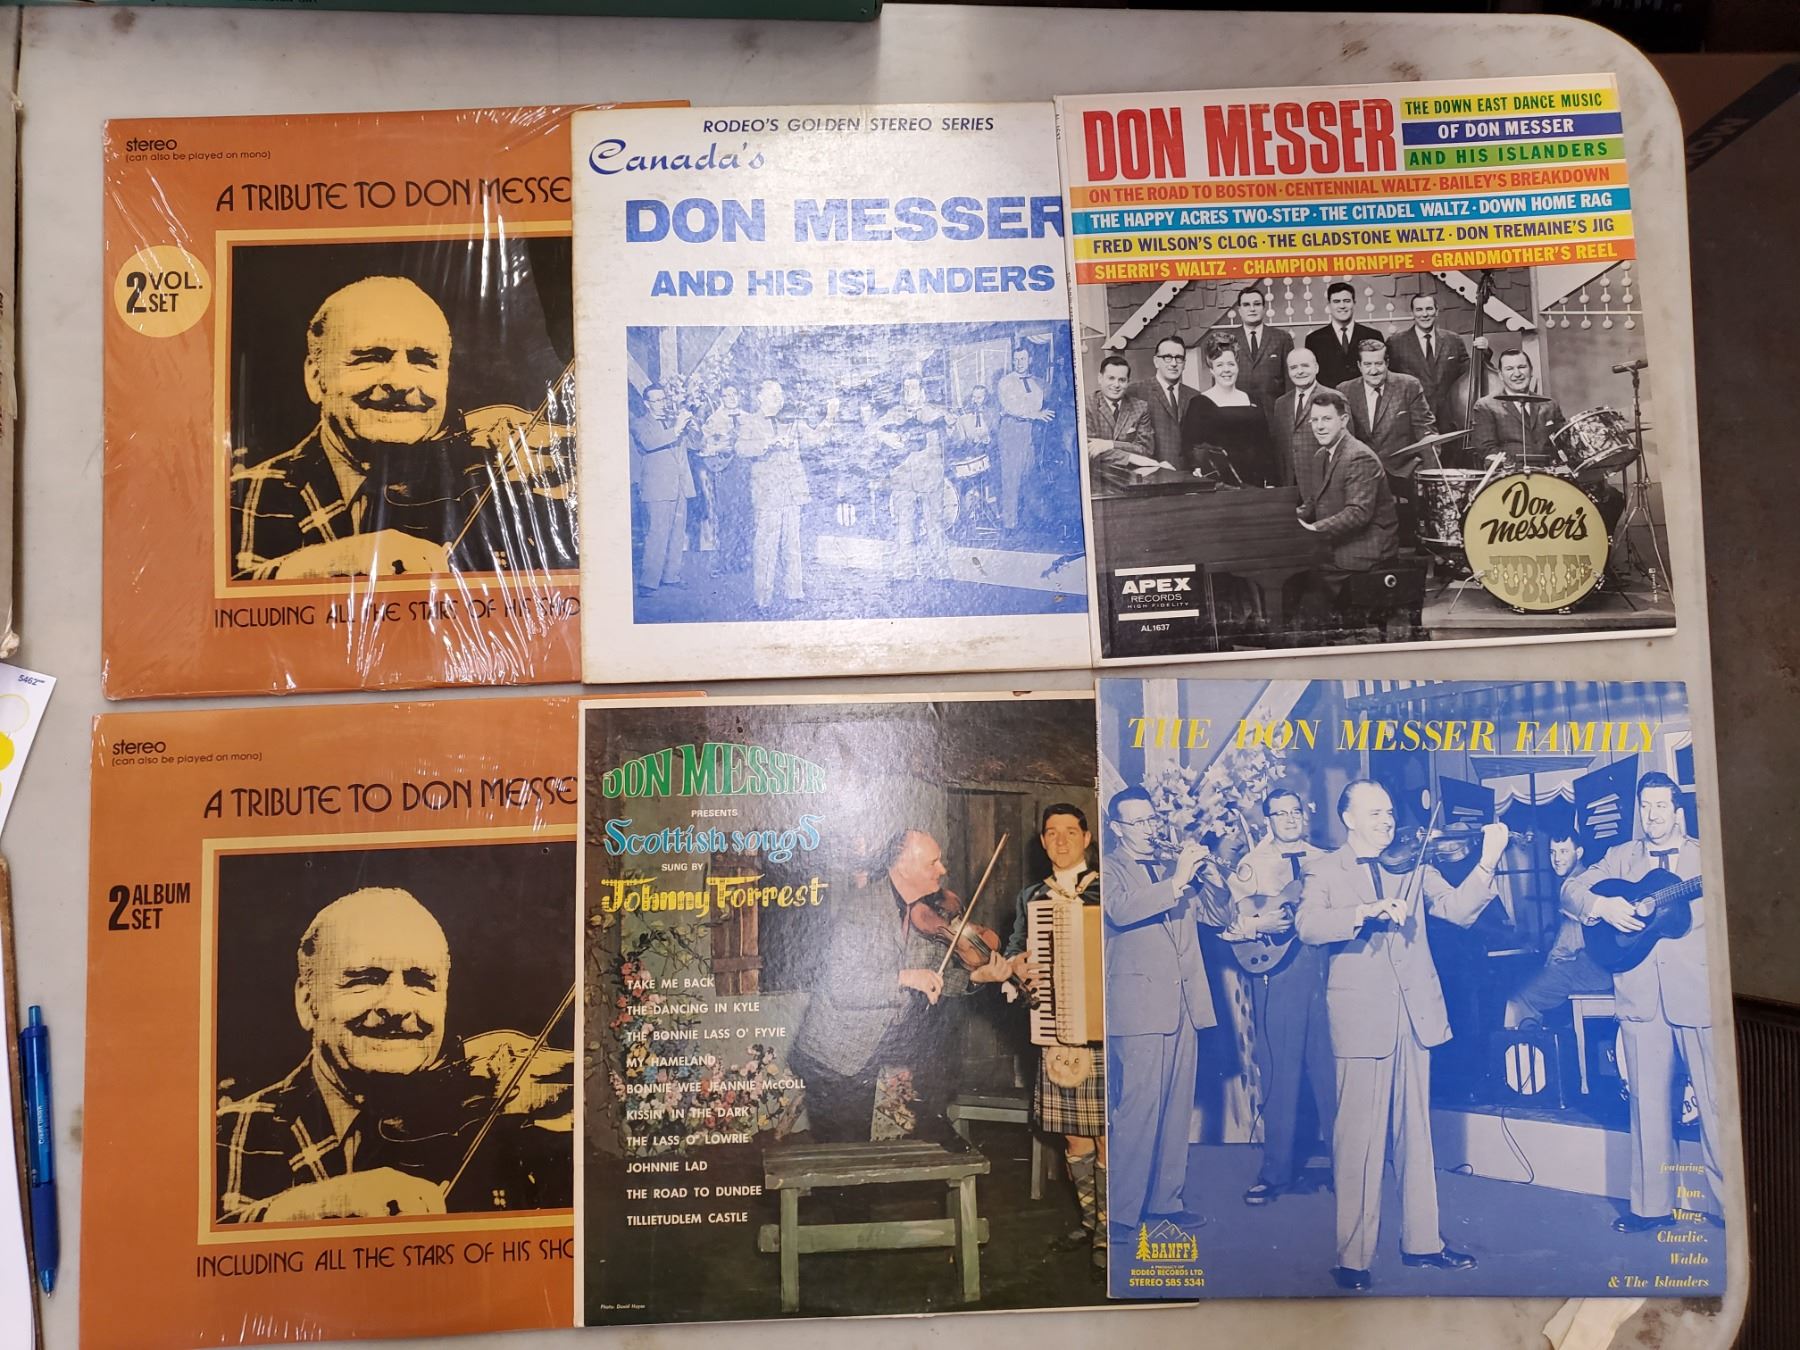 stereo
(can also be played on mono)
A TRIBUTE TO DON MESSE
2 VOL.
SET
INCLUDING ALL THE STARS OF HIS SHO
RODEO'S GOLDEN STEREO SERIES
Canada's
DON MESSER
AND HIS ISLANDERS
DON MESSER
THE DOWN EAST DANCE MUSIC
OF DON MESSER
AND HIS ISLANDERS
ON THE ROAD TO BOSTON · CENTENNIAL WALTZ · BAILEY'S BREAKDOWN
THE HAPPY ACRES TWO-STEP · THE CITADEL WALTZ · DOWN HOME RAG
FRED WILSON'S CLOG · THE GLADSTONE WALTZ · DON TREMAINE'S JIG
SHERRI'S WALTZ · CHAMPION HORNPIPE · GRANDMOTHER'S REEL
Don
Messer's
JUBILEE
APEX
RECORDS
HIGH FIDELITY
AL 1637
5462
stereo
(can also be played on mono)
A TRIBUTE TO DON MESSE
2 ALBUM
SET
INCLUDING ALL THE STARS OF HIS SHO
DON MESSER
PRESENTS
Scottish songs
SUNG BY
Johnny Forrest
TAKE ME BACK
THE DANCING IN KYLE
THE BONNIE LASS O' FYVIE
MY HAMELAND
BONNIE WEE JEANNIE McCOLL
KISSIN' IN THE DARK
THE LASS O' LOWRIE
JOHNNIE LAD
THE ROAD TO DUNDEE
TILLIETUDLEM CASTLE
Photo: David Hayes
THE DON MESSER FAMILY
featuring
Don,
Marg,
Charlie,
Waldo
& The Islanders
BANFF
A PRODUCT OF
RODEO RECORDS LTD.
STEREO SBS 5341